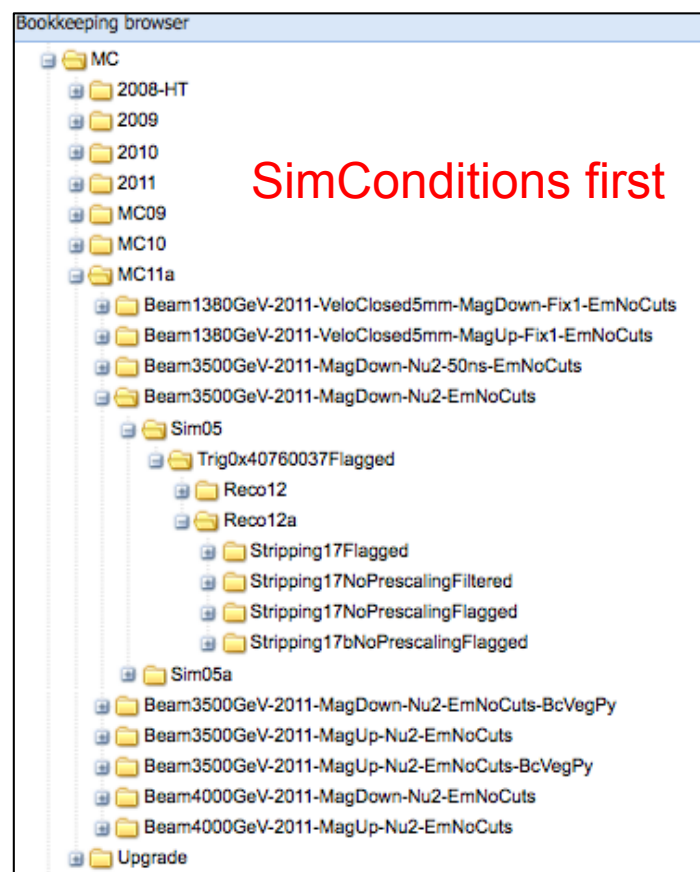 Bookkeeping browser
MC
2008-HT
2009
2010
2011
SimConditions first
MC09
MC10
MC11a
Beam1380GeV-2011-VeloClosed5mm-MagDown-Fix1-EmNoCuts
Beam1380GeV-2011-VeloClosed5mm-MagUp-Fix1-EmNoCuts
Beam3500GeV-2011-MagDown-Nu2-50ns-EmNoCuts
Beam3500GeV-2011-MagDown-Nu2-EmNoCuts
Sim05
Trig0x40760037Flagged
Reco12
Reco12a
Stripping17Flagged
Stripping17NoPrescalingFiltered
Stripping17NoPrescalingFlagged
Stripping17bNoPrescalingFlagged
Sim05a
Beam3500GeV-2011-MagDown-Nu2-EmNoCuts-BcVegPy
Beam3500GeV-2011-MagUp-Nu2-EmNoCuts
Beam3500GeV-2011-MagUp-Nu2-EmNoCuts-BcVegPy
Beam4000GeV-2011-MagDown-Nu2-EmNoCuts
Beam4000GeV-2011-MagUp-Nu2-EmNoCuts
Upgrade